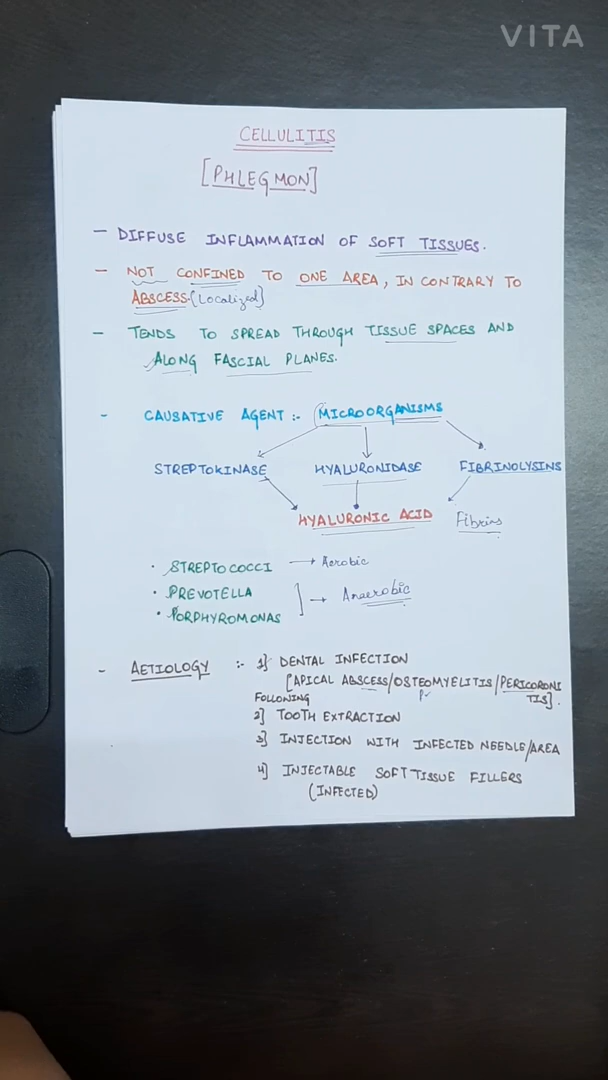 VITA
CELLULITIS
[PHLEGMON]
- DIFFUSE INFLAMMATION OF SOFT TISSUES.
- NOT CONFINED TO ONE AREA, IN CONTRARY TO
ABSCESS. (Localized)
- TENDS TO SPREAD THROUGH TISSUE SPACES AND
ALONG FASCIAL PLANES.
- CAUSATIVE AGENT :- MICROORGANISMS
STREPTOKINASE HYALURONIDASE FIBRINOLYSINS
HYALURONIC ACID Fibrins
• STREPTOCOCCI → Aerobic
• PREVOTELLA
] → Anaerobic
• PORPHYROMONAS
- AETIOLOGY :- 1] DENTAL INFECTION
[APICAL ABSCESS/OSTEOMYELITIS/PERICORONI
TIS].
FOLLONING
2] TOOTH EXTRACTION
3] INJECTION WITH INFECTED NEEDLE/AREA
4] INJECTABLE SOFT TISSUE FILLERS
(INFECTED)